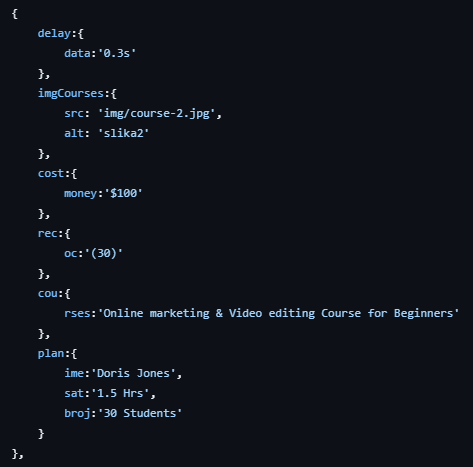 {
    delay:{
        data:'0.3s'
    },
    imgCourses:{
        src: 'img/course-2.jpg',
        alt: 'slika2'
    },
    cost:{
        money:'$100'
    },
    rec:{
        oc:'(30)'
    },
    cou:{
        rses:'Online marketing & Video editing Course for Beginners'
    },
    plan:{
        ime:'Doris Jones',
        sat:'1.5 Hrs',
        broj:'30 Students'
    }
},